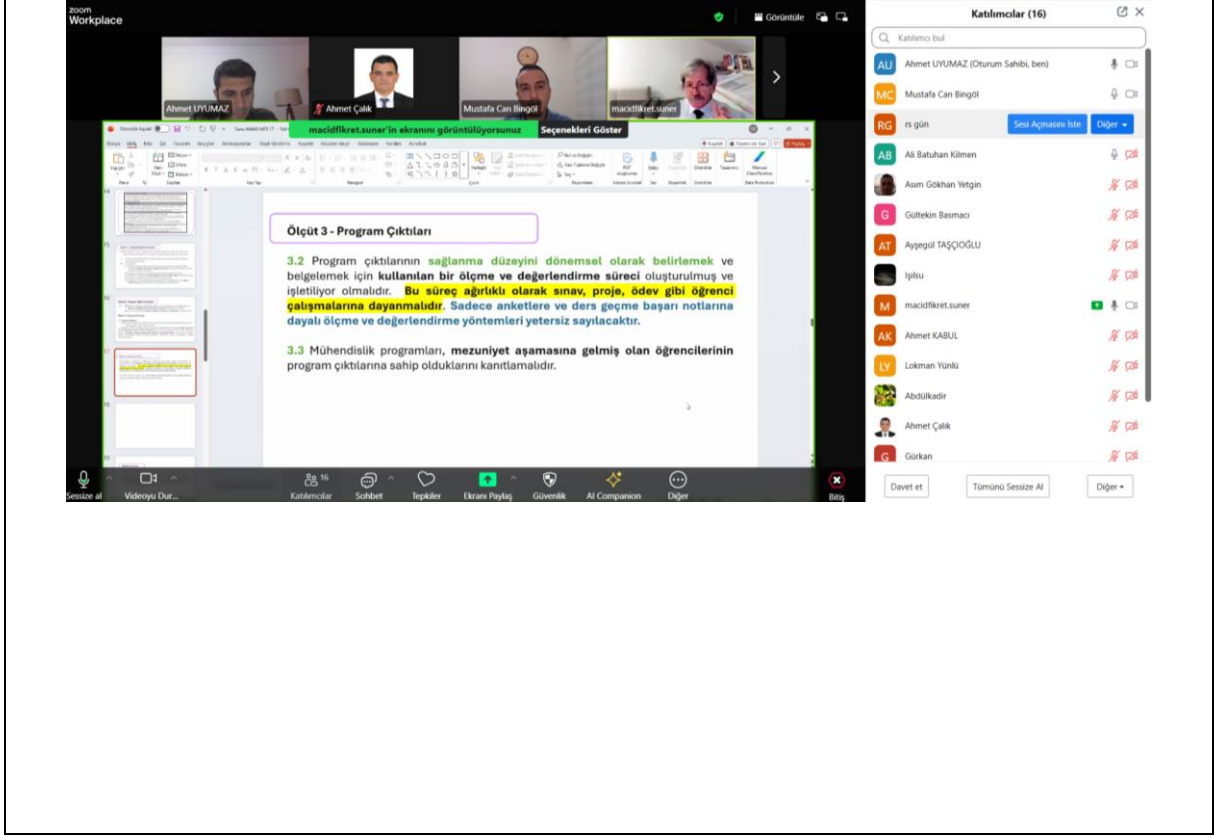 zoom
Workplace
Görüntüle
Ahmet UYUMAZ
Ahmet Çalık
Mustafa Can Bingöl
macidfikret.suner
macidfikret.suner'in ekranını görüntülüyorsunuz
Seçenekleri Göster
Ölçüt 3 - Program Çıktıları
3.2 Program çıktılarının sağlanma düzeyini dönemsel olarak belirlemek ve
belgelemek için kullanılan bir ölçme ve değerlendirme süreci oluşturulmuş ve
işletiliyor olmalıdır. Bu süreç ağırlıklı olarak sınav, proje, ödev gibi öğrenci
çalışmalarına dayanmalıdır. Sadece anketlere ve ders geçme başarı notlarına
dayalı ölçme ve değerlendirme yöntemleri yetersiz sayılacaktır.
3.3 Mühendislik programları, mezuniyet aşamasına gelmiş olan öğrencilerinin
program çıktılarına sahip olduklarını kanıtlamalıdır.
Sessize al
Videoyu Dur...
16
Katılımcılar
Sohbet
Tepkiler
Ekranı Paylaş
Güvenlik
AI Companion
Diğer
Bitiş
Katılımcılar (16)
Katılımcı bul
AU Ahmet UYUMAZ (Oturum Sahibi, ben)
MC Mustafa Can Bingöl
RG rs gün Sesi Açmasını İste Diğer
AB Ali Batuhan Kilmen
Asım Gökhan Yetgin
G Gültekin Basmacı
AT Ayşegül TAŞÇIOĞLU
Işılsu
M macidfikret.suner
AK Ahmet KABUL
LY Lokman Yünlü
Abdülkadir
Ahmet Çalık
G Gürkan
Davet et
Tümünü Sessize Al
Diğer